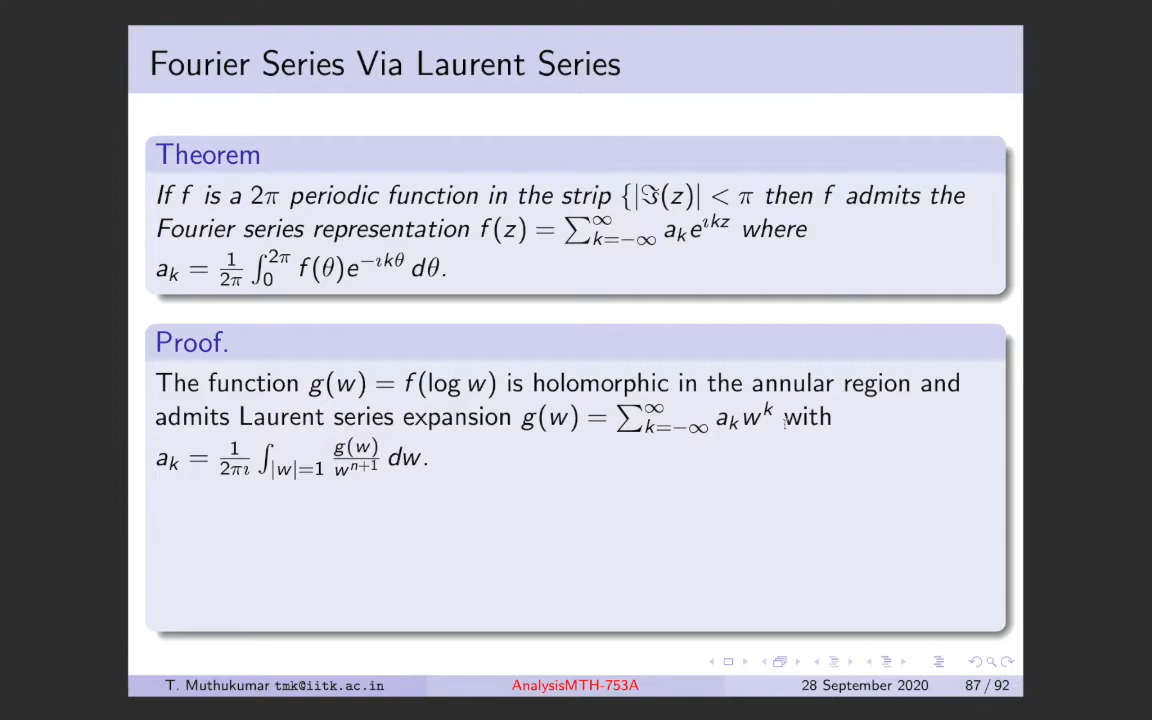 Fourier Series Via Laurent Series
Theorem
If f is a 2π periodic function in the strip {|ℑ(z)| < π then f admits the
Fourier series representation f(z) = ∑_{k=−∞}^{∞} a_k e^{ıkz} where
a_k = \frac{1}{2π} ∫_0^{2π} f(θ)e^{−ıkθ} dθ.
Proof.
The function g(w) = f(log w) is holomorphic in the annular region and
admits Laurent series expansion g(w) = ∑_{k=−∞}^{∞} a_k w^k with
a_k = \frac{1}{2πı} ∫_{|w|=1} \frac{g(w)}{w^{n+1}} dw.
T. Muthukumar tmk@iitk.ac.in AnalysisMTH-753A 28 September 2020 87 / 92